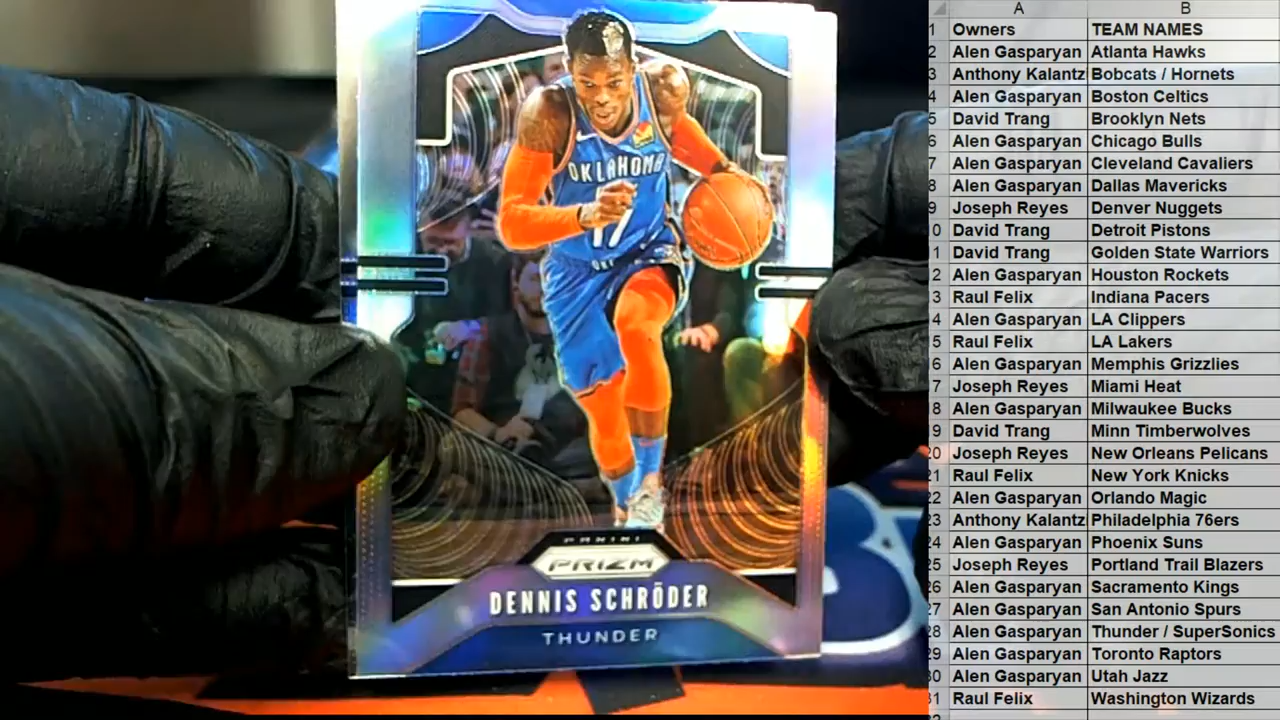 OKLAHOMA
17
OKC
PANINI
PRIZM
DENNIS SCHRÖDER
THUNDER
A B
1 Owners TEAM NAMES
2 Alen Gasparyan Atlanta Hawks
3 Anthony Kalantz Bobcats / Hornets
4 Alen Gasparyan Boston Celtics
5 David Trang Brooklyn Nets
6 Alen Gasparyan Chicago Bulls
7 Alen Gasparyan Cleveland Cavaliers
8 Alen Gasparyan Dallas Mavericks
9 Joseph Reyes Denver Nuggets
0 David Trang Detroit Pistons
1 David Trang Golden State Warriors
2 Alen Gasparyan Houston Rockets
3 Raul Felix Indiana Pacers
4 Alen Gasparyan LA Clippers
5 Raul Felix LA Lakers
6 Alen Gasparyan Memphis Grizzlies
7 Joseph Reyes Miami Heat
8 Alen Gasparyan Milwaukee Bucks
9 David Trang Minn Timberwolves
20 Joseph Reyes New Orleans Pelicans
21 Raul Felix New York Knicks
22 Alen Gasparyan Orlando Magic
23 Anthony Kalantz Philadelphia 76ers
24 Alen Gasparyan Phoenix Suns
25 Joseph Reyes Portland Trail Blazers
26 Alen Gasparyan Sacramento Kings
27 Alen Gasparyan San Antonio Spurs
28 Alen Gasparyan Thunder / SuperSonics
29 Alen Gasparyan Toronto Raptors
30 Alen Gasparyan Utah Jazz
31 Raul Felix Washington Wizards